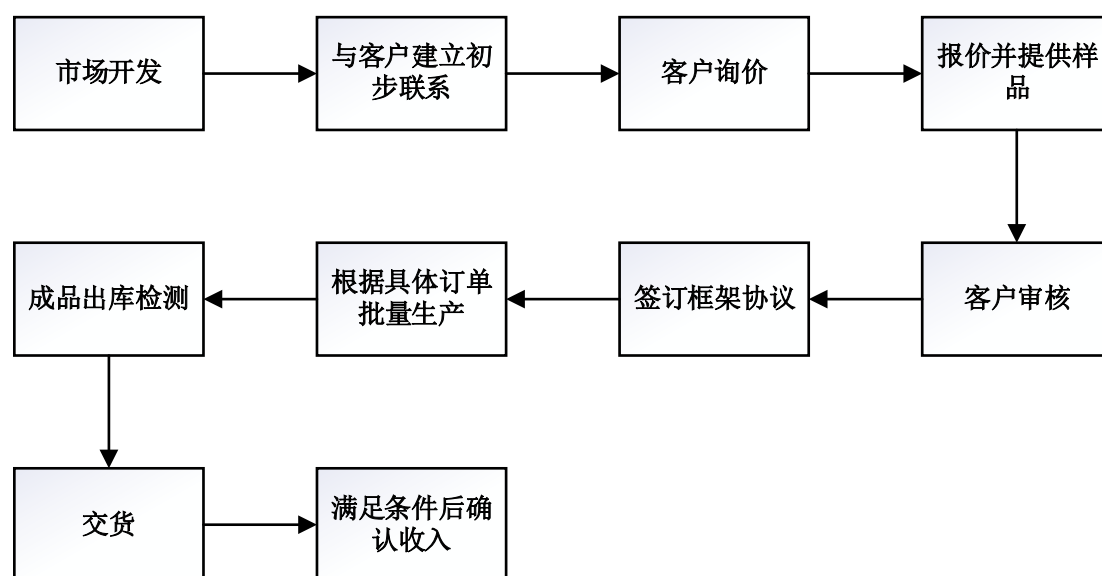 市场开发
与客户建立初
步联系
客户询价
报价并提供样
品
客户审核
签订框架协议
根据具体订单
批量生产
成品出库检测
交货
满足条件后确
认收入